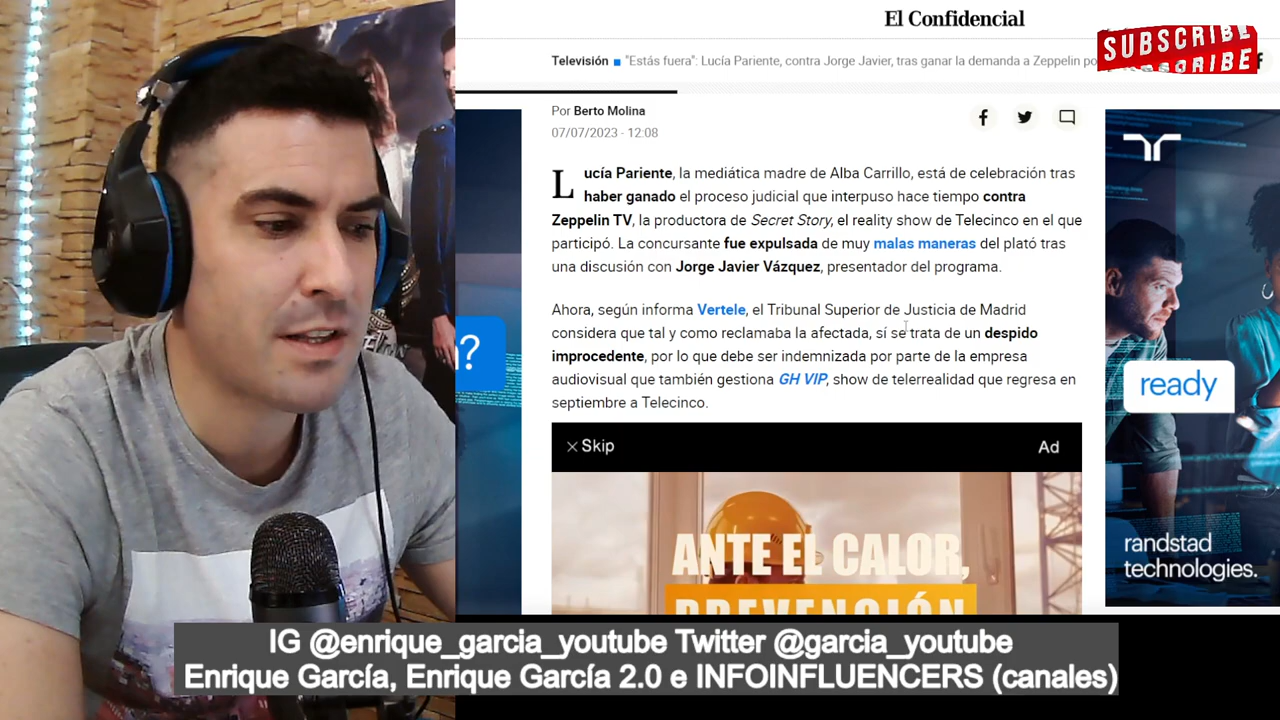 El Confidencial
SUBSCRIBE
SUBSCRIBE
Televisión ■ "Estás fuera": Lucía Pariente, contra Jorge Javier, tras ganar la demanda a Zeppelin po
Por Berto Molina
07/07/2023 - 12:08
Lucía Pariente, la mediática madre de Alba Carrillo, está de celebración tras
haber ganado el proceso judicial que interpuso hace tiempo contra
Zeppelin TV, la productora de Secret Story, el reality show de Telecinco en el que
participó. La concursante fue expulsada de muy malas maneras del plató tras
una discusión con Jorge Javier Vázquez, presentador del programa.
Ahora, según informa Vertele, el Tribunal Superior de Justicia de Madrid
considera que tal y como reclamaba la afectada, sí se trata de un despido
improcedente, por lo que debe ser indemnizada por parte de la empresa
audiovisual que también gestiona GH VIP, show de telerrealidad que regresa en
septiembre a Telecinco.
?
ready
randstad
technologies.
Skip
Ad
ANTE EL CALOR,
PREVENCIÓN
IG @enrique_garcia_youtube Twitter @garcia_youtube
Enrique García, Enrique García 2.0 e INFOINFLUENCERS (canales)